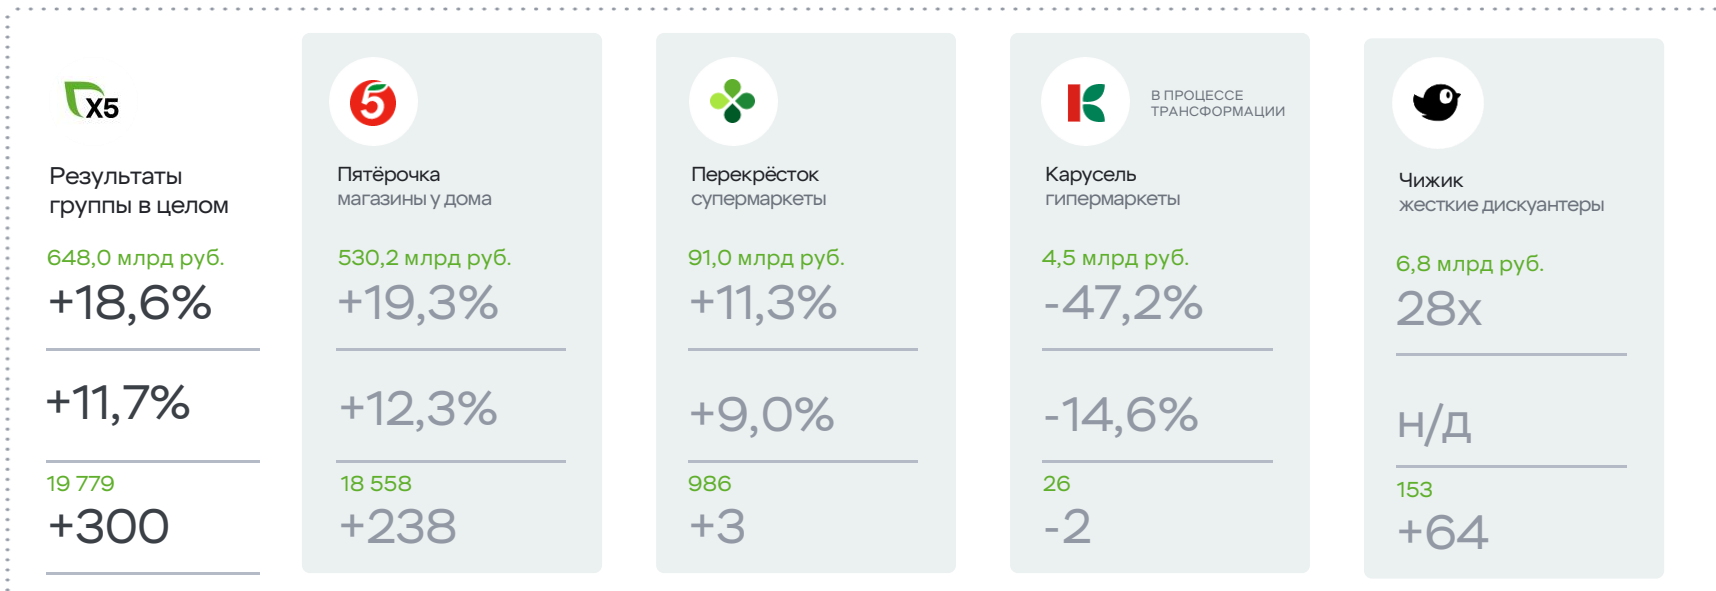 X5
Результаты
группы в целом
648,0 млрд руб.
+18,6%
+11,7%
19 779
+300
5
Пятёрочка
магазины у дома
530,2 млрд руб.
+19,3%
+12,3%
18 558
+238
Перекрёсток
супермаркеты
91,0 млрд руб.
+11,3%
+9,0%
986
+3
К
В ПРОЦЕССЕ
ТРАНСФОРМАЦИИ
Карусель
гипермаркеты
4,5 млрд руб.
-47,2%
-14,6%
26
-2
Чижик
жесткие дискуантеры
6,8 млрд руб.
28х
н/д
153
+64